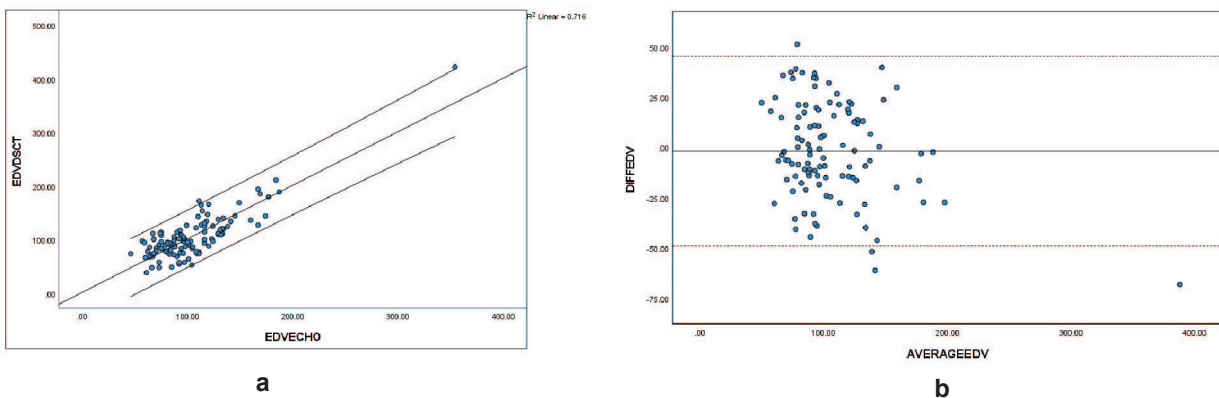 R² Linear = 0.716
EDVDSCT
500.00
400.00
300.00
200.00
100.00
.00
.00 100.00 200.00 300.00 400.00
EDVECHO
a
DIFFEDV
50.00
25.00
.00
-25.00
-50.00
-75.00
.00 100.00 200.00 300.00 400.00
AVERAGEEDV
b